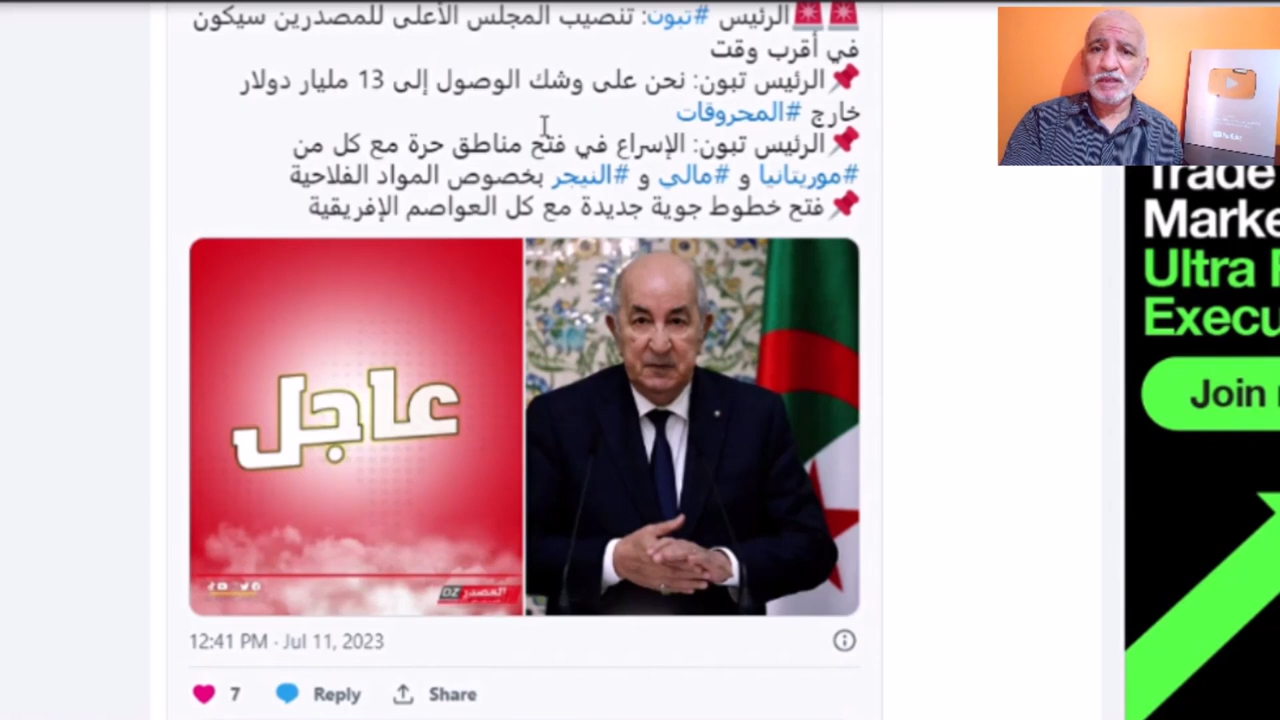 الرئيس #تبون: تنصيب المجلس الأعلى للمصدرين سيكون
في أقرب وقت
الرئيس تبون: نحن على وشك الوصول إلى 13 مليار دولار
خارج #المحروقات
الرئيس تبون: الإسراع في فتح مناطق حرة مع كل من
#موريتانيا و #مالي و #النيجر بخصوص المواد الفلاحية
فتح خطوط جوية جديدة مع كل العواصم الإفريقية
عاجل
المصدر DZ
12:41 PM · Jul 11, 2023
7 Reply Share
Trade
Marke
Ultra
Execu
Join